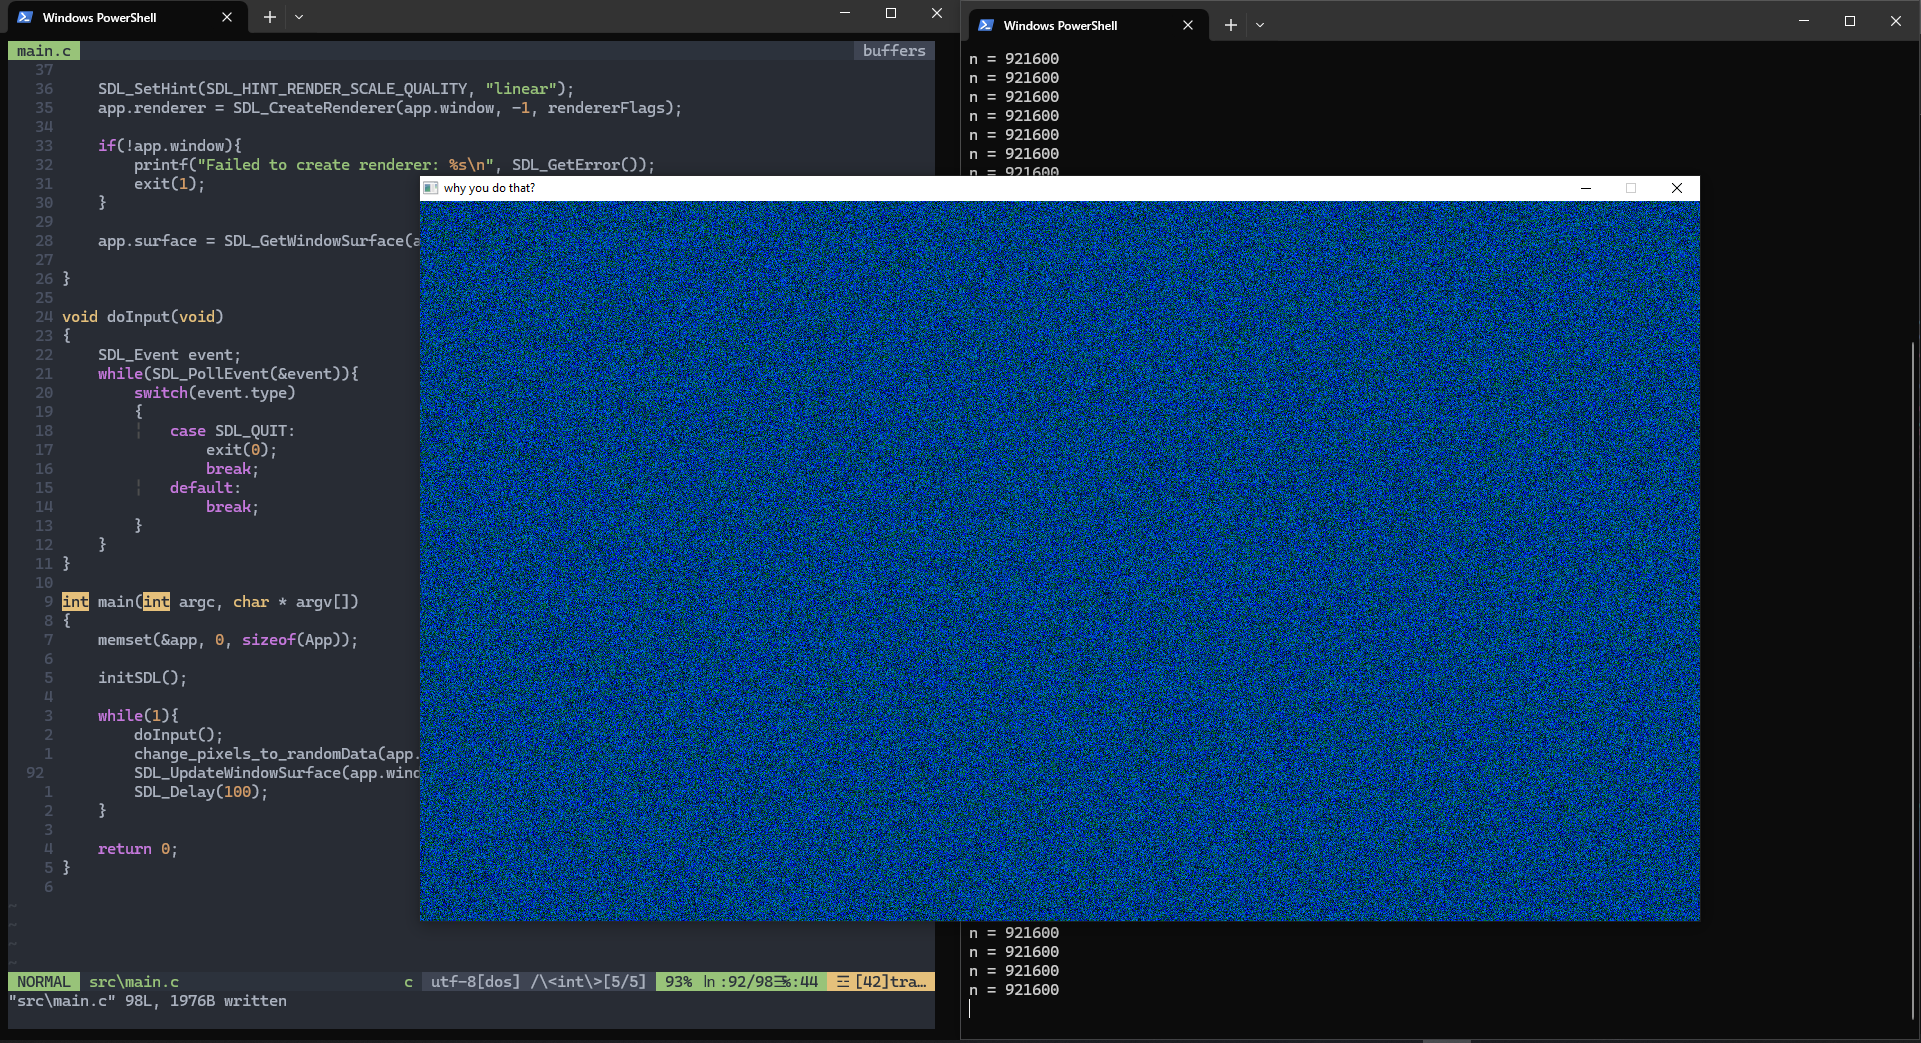 Windows PowerShell
main.c buffers
37
36 SDL_SetHint(SDL_HINT_RENDER_SCALE_QUALITY, "linear");
35 app.renderer = SDL_CreateRenderer(app.window, -1, rendererFlags);
34
33 if(!app.window){
32 printf("Failed to create renderer: %s\n", SDL_GetError());
31 exit(1);
30 }
29
28 app.surface = SDL_GetWindowSurface(a
27
26 }
25
24 void doInput(void)
23 {
22 SDL_Event event;
21 while(SDL_PollEvent(&event)){
20 switch(event.type)
19 {
18 ¦ case SDL_QUIT:
17 exit(0);
16 break;
15 ¦ default:
14 break;
13 }
12 }
11 }
10
9 int main(int argc, char * argv[])
8 {
7 memset(&app, 0, sizeof(App));
6
5 initSDL();
4
3 while(1){
2 doInput();
1 change_pixels_to_randomData(app.
92 SDL_UpdateWindowSurface(app.wind
1 SDL_Delay(100);
2 }
3
4 return 0;
5 }
6
~
~
~
~
NORMAL src\main.c c utf-8[dos] /\<int\>[5/5] 93% ln :92/98☰℅:44 ☲ [42]tra…
"src\main.c" 98L, 1976B written
Windows PowerShell
n = 921600
n = 921600
n = 921600
n = 921600
n = 921600
n = 921600
n = 921600
why you do that?
n = 921600
n = 921600
n = 921600
n = 921600